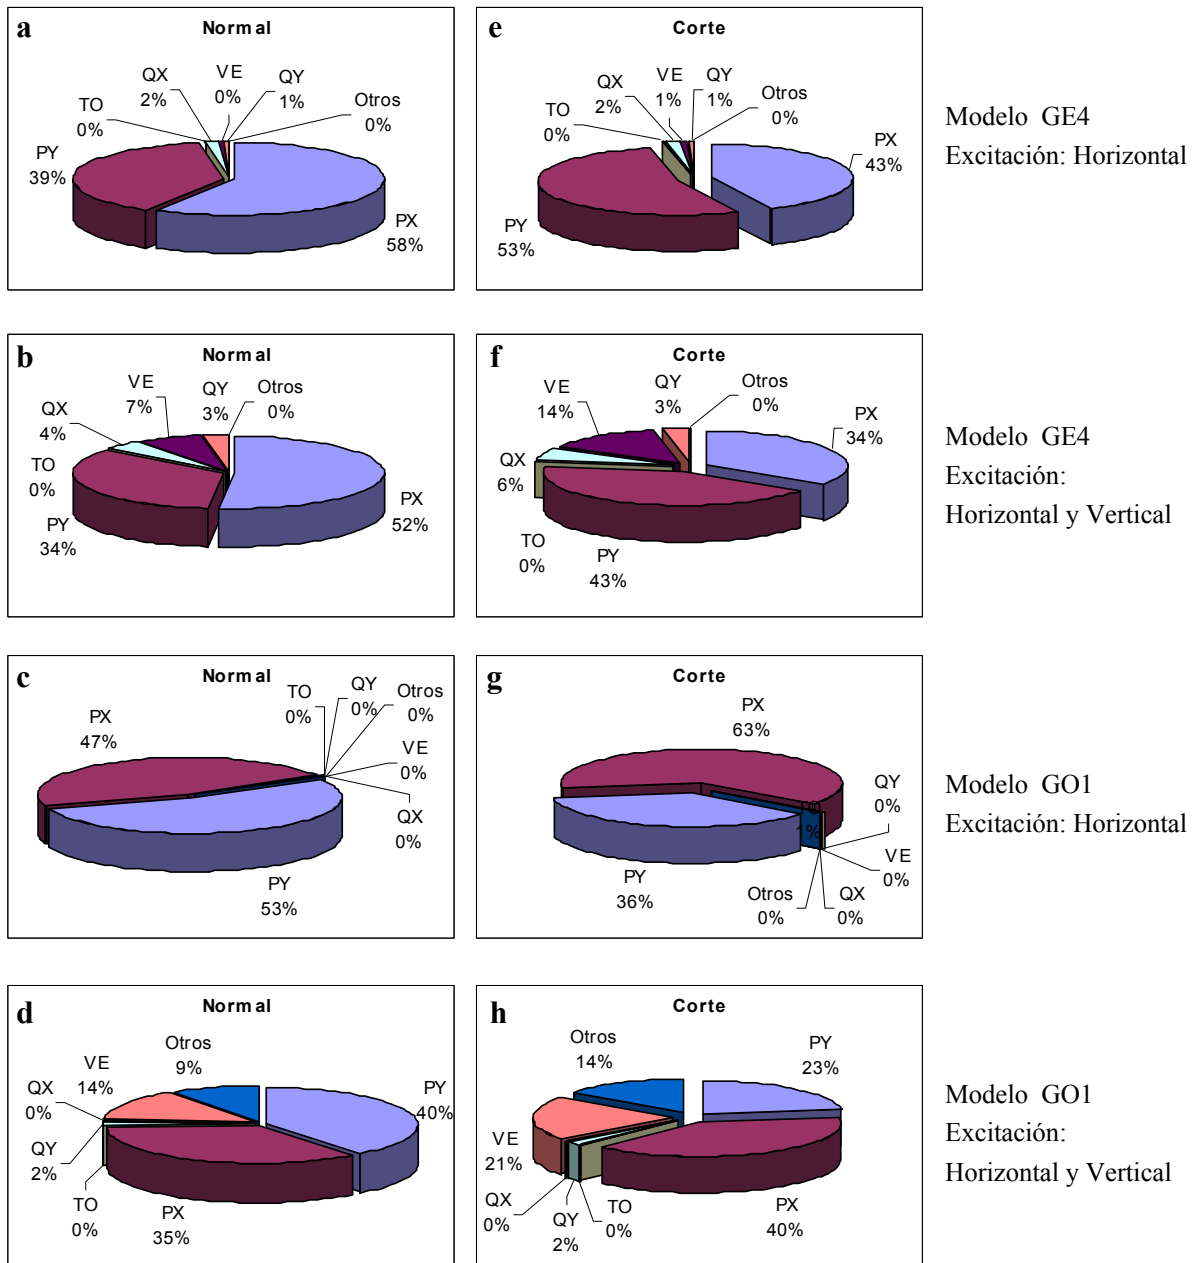 a
Normal
QX
2%
VE
0%
QY
1%
TO
0%
Otros
0%
PY
39%
PX
58%
e
Corte
QX
2%
VE
1%
QY
1%
TO
0%
Otros
0%
PX
43%
PY
53%
Modelo GE4
Excitación: Horizontal
b
Normal
VE
7%
QY
3%
Otros
0%
QX
4%
TO
0%
PY
34%
PX
52%
f
Corte
VE
14%
QY
3%
Otros
0%
PX
34%
QX
6%
TO
0%
PY
43%
Modelo GE4
Excitación:
Horizontal y Vertical
c
Normal
TO
0%
QY
0%
Otros
0%
PX
47%
VE
0%
QX
0%
PY
53%
g
Corte
PX
63%
QY
0%
%
VE
0%
PY
36%
Otros
0%
QX
0%
Modelo GO1
Excitación: Horizontal
d
Normal
Otros
9%
VE
14%
QX
0%
PY
40%
QY
2%
TO
0%
PX
35%
h
Corte
Otros
14%
PY
23%
VE
21%
QX
0%
QY
2%
TO
0%
PX
40%
Modelo GO1
Excitación:
Horizontal y Vertical